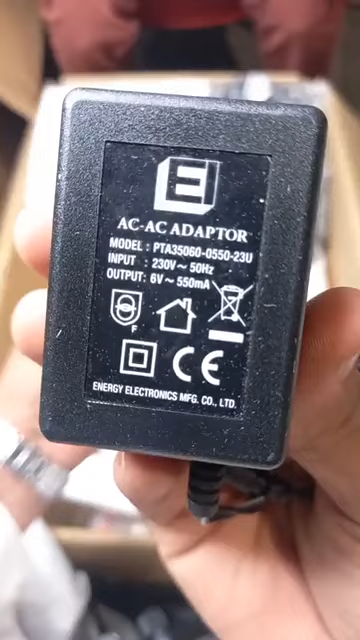 EI
AC-AC ADAPTOR
MODEL : PTA35060-0550-23U
INPUT : 230V~50Hz
OUTPUT: 6V~550mA
F
CE
ENERGY ELECTRONICS MFG. CO., LTD.